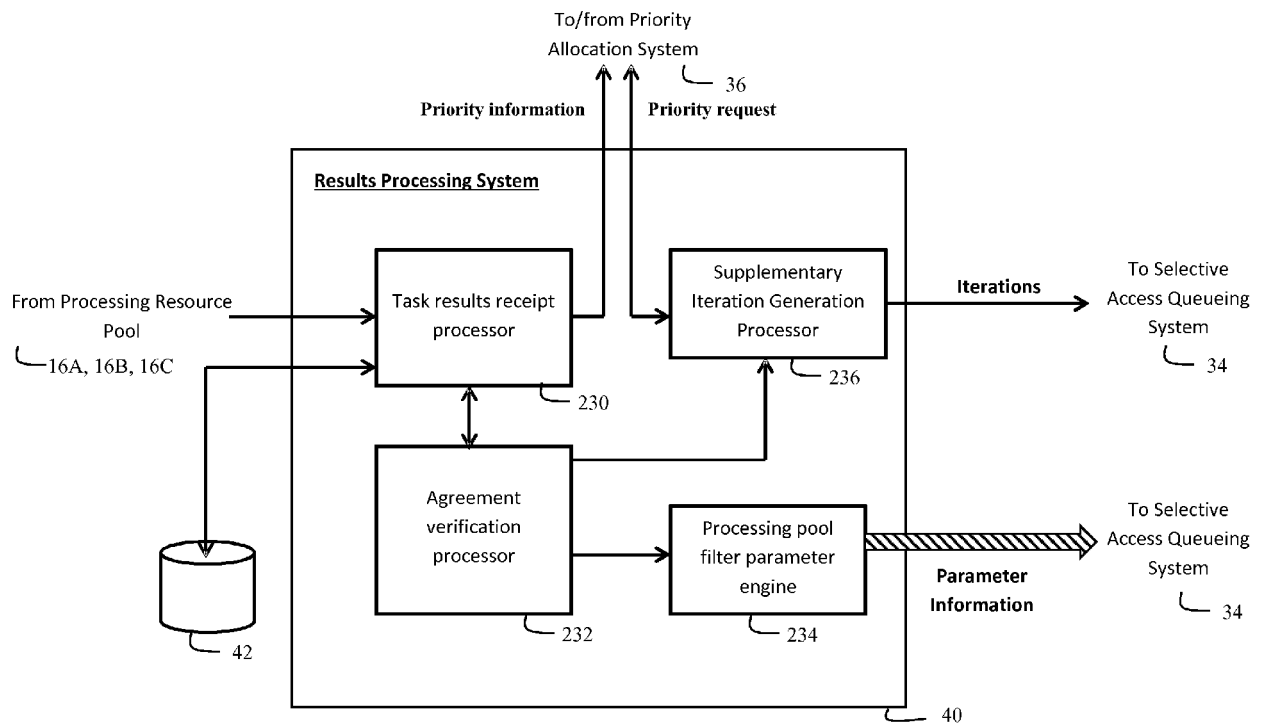 To/from Priority
Allocation System
36
Priority information
Priority request
Results Processing System
From Processing Resource
Pool
16A, 16B, 16C
Task results receipt
processor
230
Supplementary
Iteration Generation
Processor
236
Iterations
To Selective
Access Queueing
System
34
Agreement
verification
processor
232
Processing pool
filter parameter
engine
234
Parameter
Information
To Selective
Access Queueing
System
34
42
40